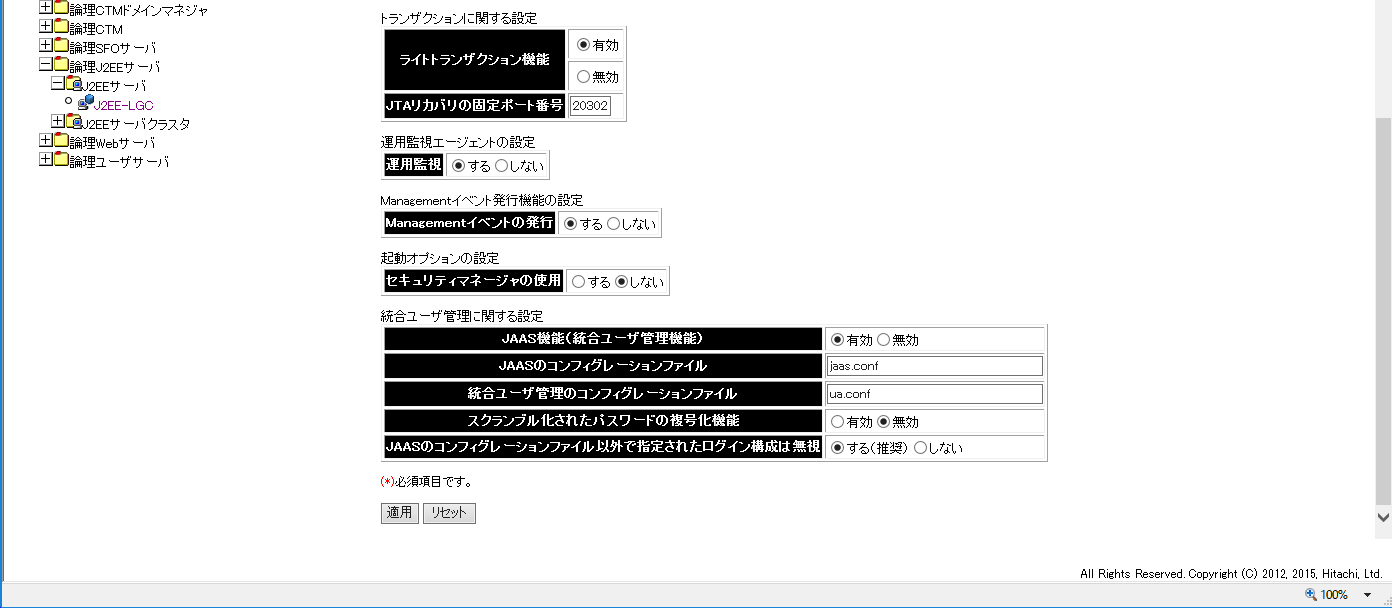 論理CTMドメインマネジャ
論理CTM
論理SFOサーバ
論理J2EEサーバ
J2EEサーバ
J2EE-LGC
J2EEサーバクラスタ
論理Webサーバ
論理ユーザサーバ
トランザクションに関する設定
ライトトランザクション機能
有効
無効
JTAリカバリの固定ポート番号 20302
運用監視エージェントの設定
運用監視 する しない
Managementイベント発行機能の設定
Managementイベントの発行 する しない
起動オプションの設定
セキュリティマネージャの使用 する しない
統合ユーザ管理に関する設定
JAAS機能(統合ユーザ管理機能) 有効 無効
JAASのコンフィグレーションファイル jaas.conf
統合ユーザ管理のコンフィグレーションファイル ua.conf
スクランブル化されたパスワードの複号化機能 有効 無効
JAASのコンフィグレーションファイル以外で指定されたログイン構成は無視 する(推奨) しない
(*)必須項目です。
適用 リセット
All Rights Reserved. Copyright (C) 2012, 2015, Hitachi, Ltd.
100%